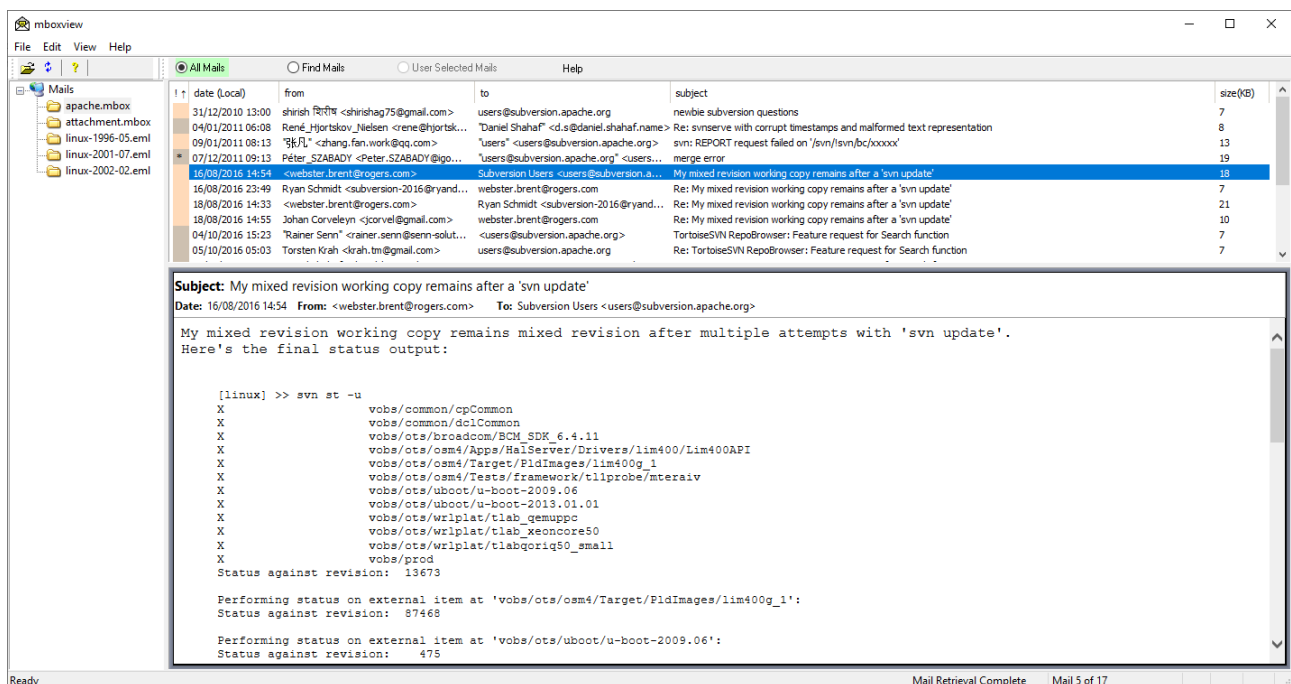 mboxview
File Edit View Help
All Mails Find Mails User Selected Mails Help
Mails
apache.mbox
attachment.mbox
linux-1996-05.eml
linux-2001-07.eml
linux-2002-02.eml
! ↑ date (Local) from to subject size(KB)
31/12/2010 13:00 shirish शिरीष <shirishag75@gmail.com> users@subversion.apache.org newbie subversion questions 7
04/01/2011 06:08 René_Hjortskov_Nielsen <rene@hjortsk... "Daniel Shahaf" <d.s@daniel.shahaf.name> Re: svnserve with corrupt timestamps and malformed text representation 8
09/01/2011 08:13 "张凡" <zhang.fan.work@qq.com> "users" <users@subversion.apache.org> svn: REPORT request failed on '/svn/!svn/bc/xxxxx' 13
* 07/12/2011 09:13 Péter_SZABADY <Peter.SZABADY@igo... "users@subversion.apache.org" <users... merge error 19
16/08/2016 14:54 <webster.brent@rogers.com> Subversion Users <users@subversion.a... My mixed revision working copy remains after a 'svn update' 18
16/08/2016 23:49 Ryan Schmidt <subversion-2016@ryand... webster.brent@rogers.com Re: My mixed revision working copy remains after a 'svn update' 7
18/08/2016 14:33 <webster.brent@rogers.com> Ryan Schmidt <subversion-2016@ryand... Re: My mixed revision working copy remains after a 'svn update' 21
18/08/2016 14:55 Johan Corveleyn <jcorvel@gmail.com> webster.brent@rogers.com Re: My mixed revision working copy remains after a 'svn update' 10
04/10/2016 15:23 "Rainer Senn" <rainer.senn@senn-solut... <users@subversion.apache.org> TortoiseSVN RepoBrowser: Feature request for Search function 7
05/10/2016 05:03 Torsten Krah <krah.tm@gmail.com> users@subversion.apache.org Re: TortoiseSVN RepoBrowser: Feature request for Search function 7
Subject: My mixed revision working copy remains after a 'svn update'
Date: 16/08/2016 14:54 From: <webster.brent@rogers.com> To: Subversion Users <users@subversion.apache.org>
My mixed revision working copy remains mixed revision after multiple attempts with 'svn update'.
Here's the final status output:
[linux] >> svn st -u
X vobs/common/cpCommon
X vobs/common/dclCommon
X vobs/ots/broadcom/BCM_SDK_6.4.11
X vobs/ots/osm4/Apps/HalServer/Drivers/lim400/Lim400API
X vobs/ots/osm4/Target/PldImages/lim400g_1
X vobs/ots/osm4/Tests/framework/tl1probe/mteraiv
X vobs/ots/uboot/u-boot-2009.06
X vobs/ots/uboot/u-boot-2013.01.01
X vobs/ots/wrlplat/tlab_qemuppc
X vobs/ots/wrlplat/tlab_xeoncore50
X vobs/ots/wrlplat/tlabqoriq50_small
X vobs/prod
Status against revision: 13673
Performing status on external item at 'vobs/ots/osm4/Target/PldImages/lim400g_1':
Status against revision: 87468
Performing status on external item at 'vobs/ots/uboot/u-boot-2009.06':
Status against revision: 475
Ready Mail Retrieval Complete Mail 5 of 17